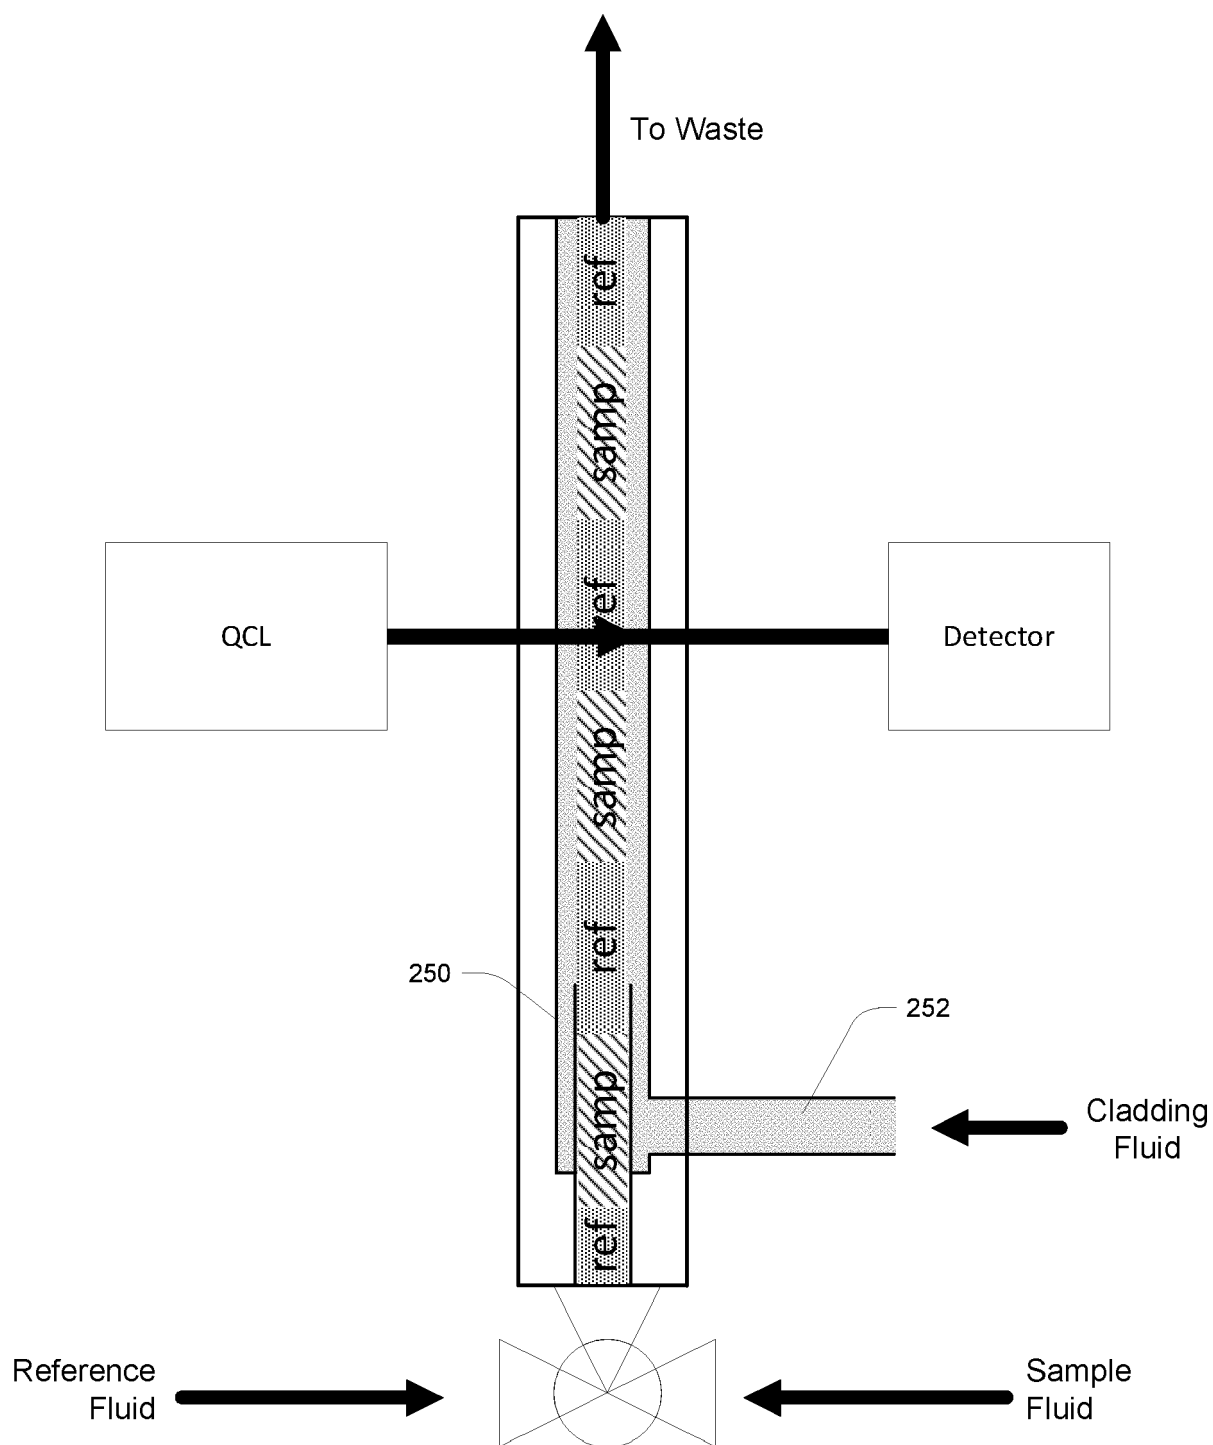 To Waste
ref
samp
QCL
ref
Detector
samp
ref
250
252
samp
Cladding
Fluid
ref
Reference
Fluid
Sample
Fluid